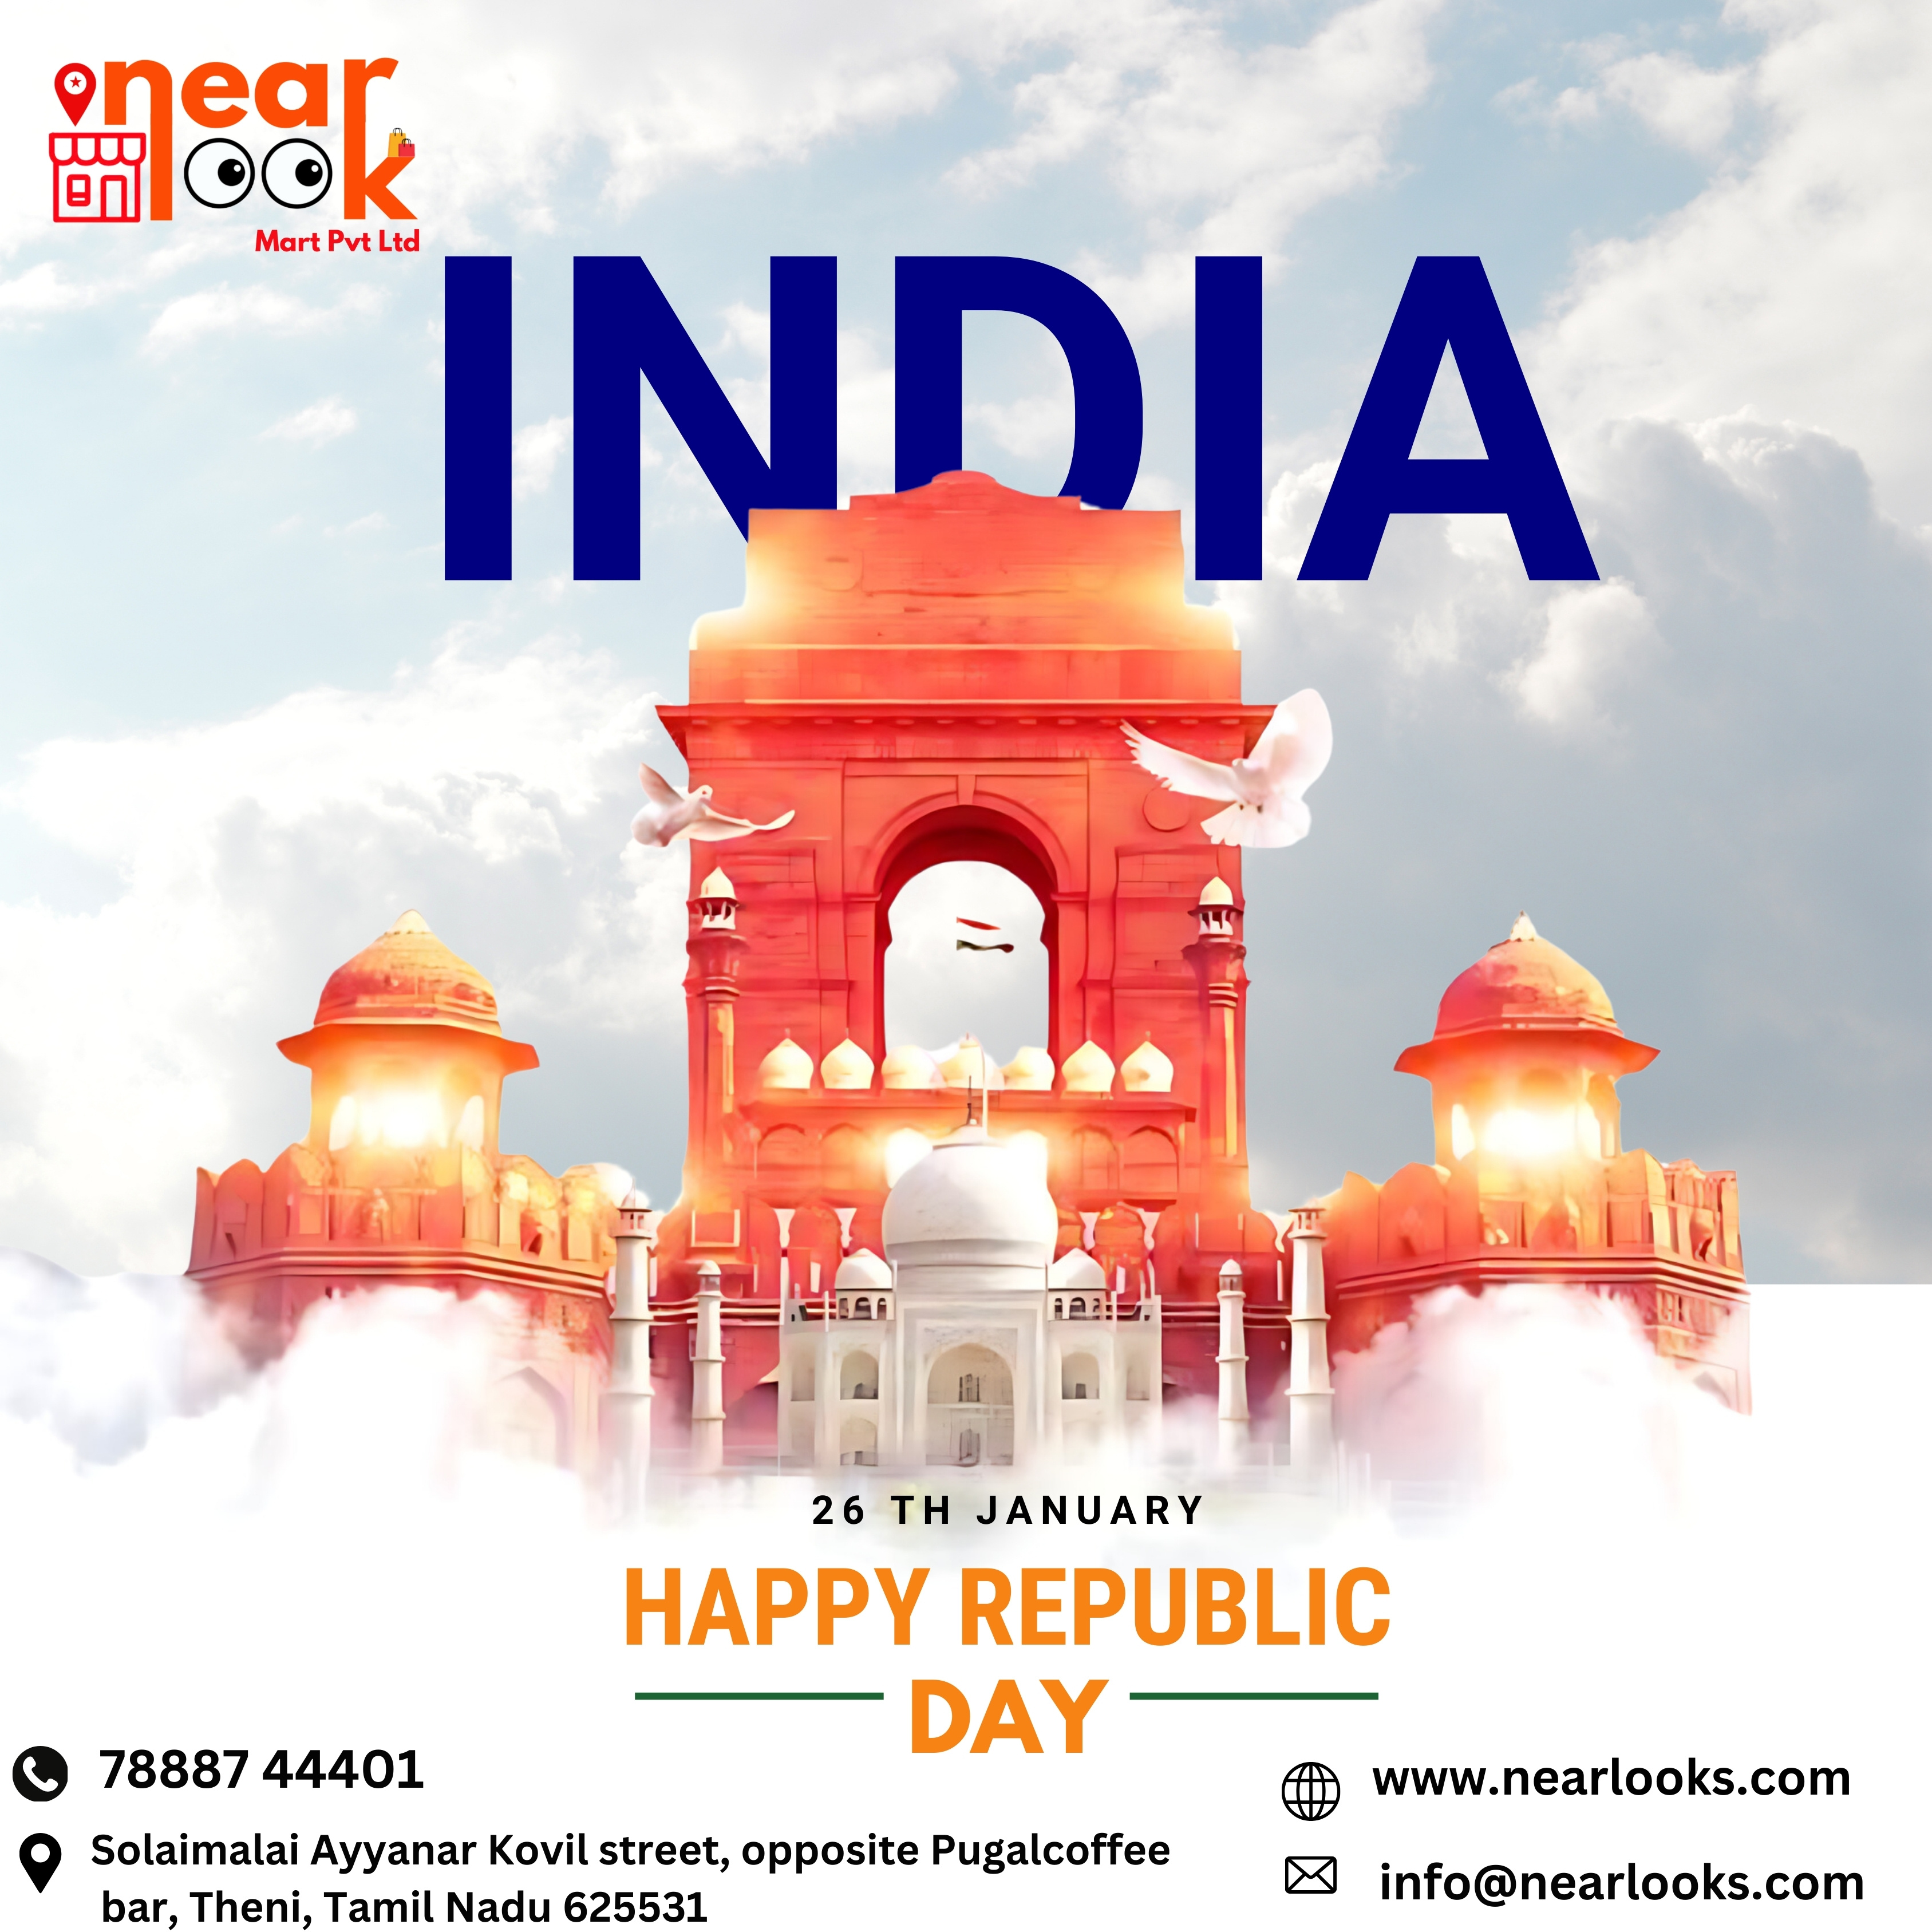 near
look
Mart Pvt Ltd
INDIA
26 TH JANUARY
HAPPY REPUBLIC
DAY
78887 44401
Solaimalai Ayyanar Kovil street, opposite Pugalcoffee
bar, Theni, Tamil Nadu 625531
www.nearlooks.com
info@nearlooks.com